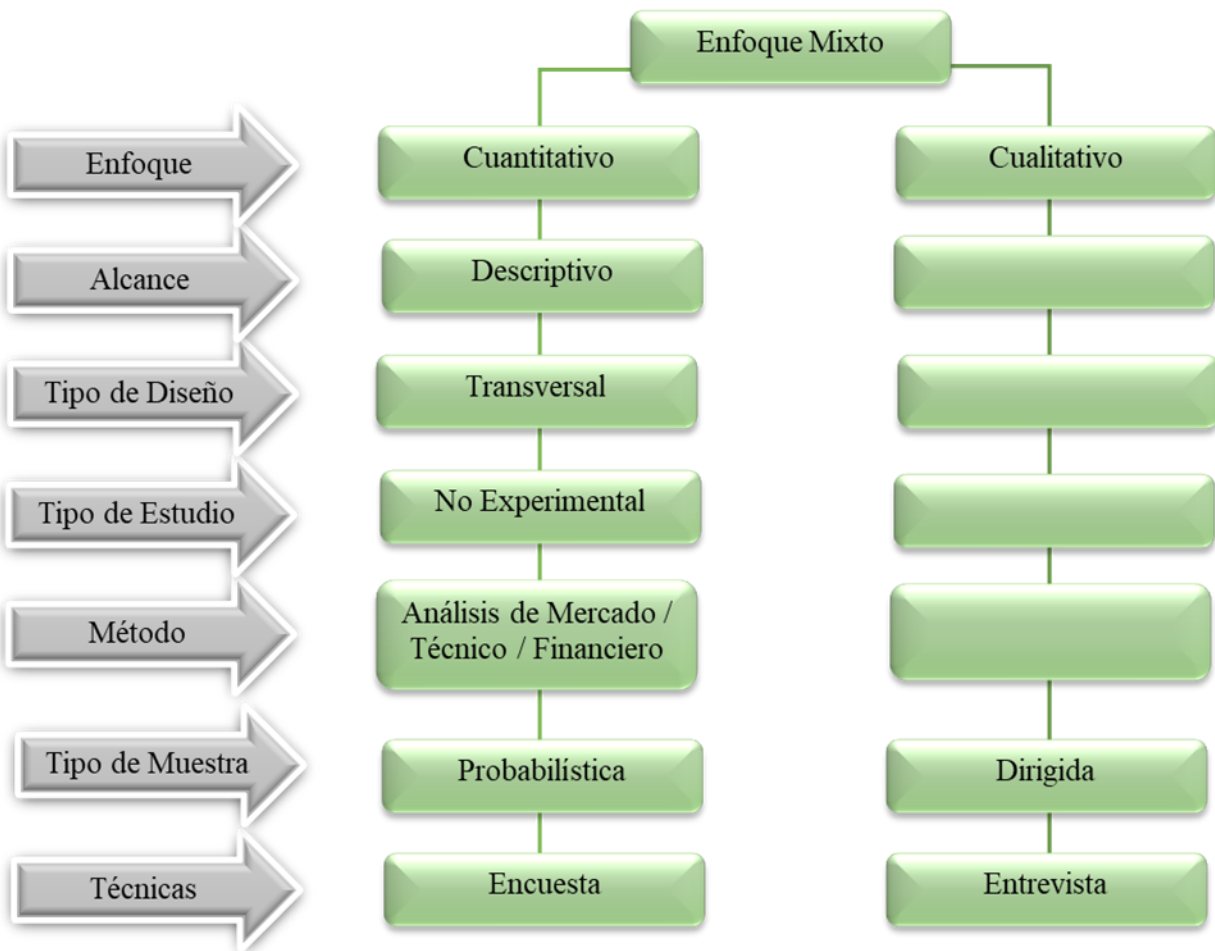 Enfoque Mixto
Enfoque
Cuantitativo
Cualitativo
Alcance
Descriptivo
Tipo de Diseño
Transversal
Tipo de Estudio
No Experimental
Método
Análisis de Mercado /
Técnico / Financiero
Tipo de Muestra
Probabilística
Dirigida
Técnicas
Encuesta
Entrevista